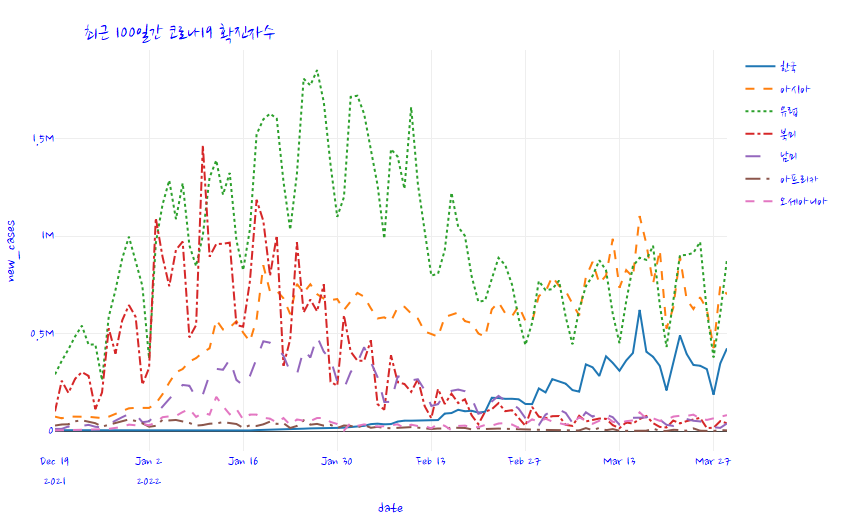 최근 100일간 코로나19 확진자수
한국
아시아
유럽
북미
남미
아프리카
오세아니아
1.5M
1M
0.5M
0
new_cases
Dec 19
2021
Jan 2
2022
Jan 16
Jan 30
Feb 13
Feb 27
Mar 13
Mar 27
date